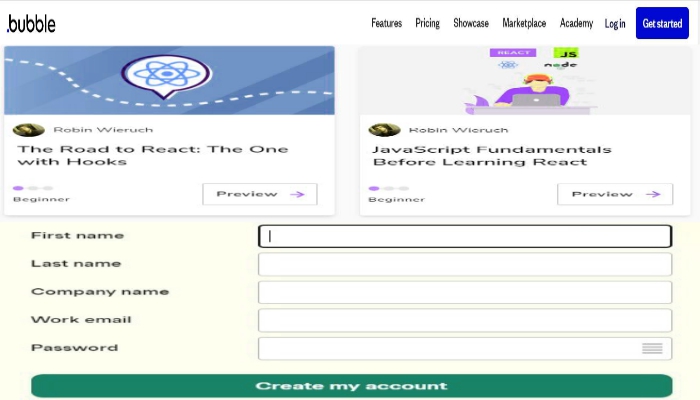 .bubble
Features Pricing Showcase Marketplace Academy Log in Get started
REACT
JS
node
Robin Wieruch
The Road to React: The One
with Hooks
Beginner
Preview →
Robin Wieruch
JavaScript Fundamentals
Before Learning React
Beginner
Preview →
First name
Last name
Company name
Work email
Password
Create my account